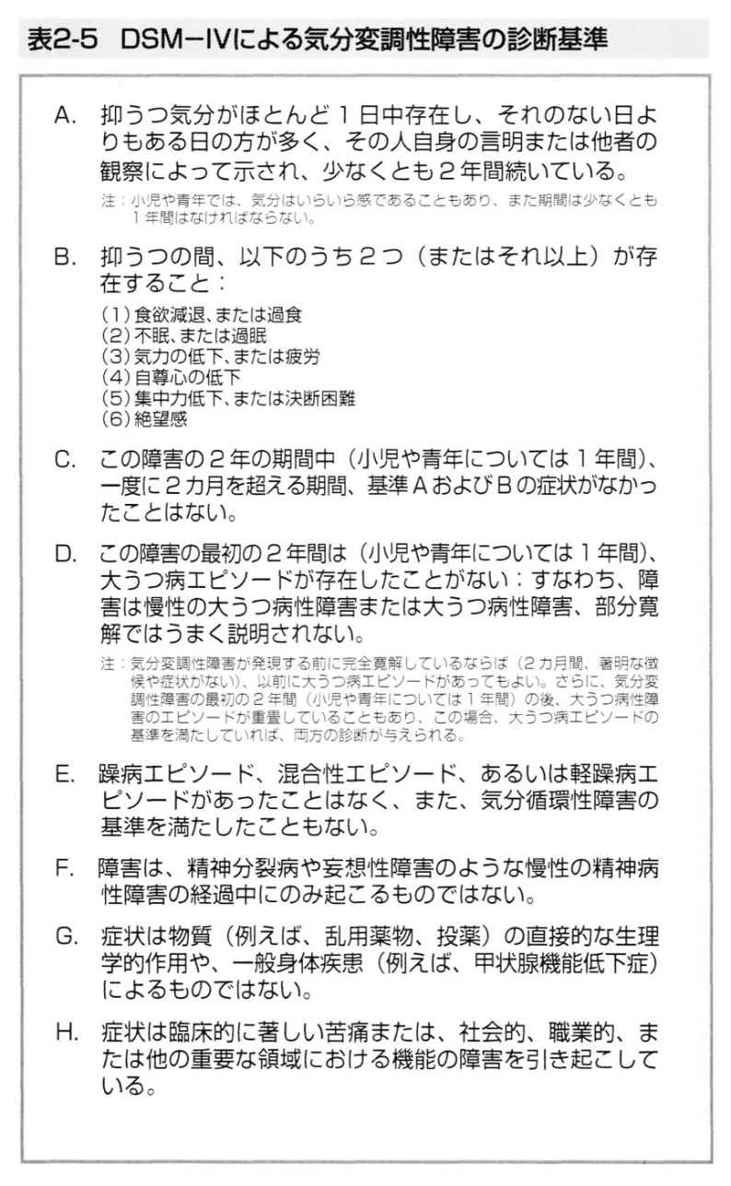 表2-5 DSM－IVによる気分変調性障害の診断基準
A. 抑うつ気分がほとんど1日中存在し、それのない日よ
りもある日の方が多く、その人自身の言明または他者の
観察によって示され、少なくとも2年間続いている。
注：小児や青年では、気分はいらいら感であることもあり、また期間は少なくとも
1年間はなければならない。
B. 抑うつの間、以下のうち2つ（またはそれ以上）が存
在すること：
(1)食欲減退、または過食
(2)不眠、または過眠
(3)気力の低下、または疲労
(4)自尊心の低下
(5)集中力低下、または決断困難
(6)絶望感
C. この障害の2年の期間中（小児や青年については1年間）、
一度に2カ月を超える期間、基準AおよびBの症状がなかっ
たことはない。
D. この障害の最初の2年間は（小児や青年については1年間）、
大うつ病エピソードが存在したことがない：すなわち、障
害は慢性の大うつ病性障害または大うつ病性障害、部分寛
解ではうまく説明されない。
注：気分変調性障害が発現する前に完全寛解しているならば（2カ月間、著明な徴
候や症状がない）、以前に大うつ病エピソードがあってもよい。さらに、気分変
調性障害の最初の2年間（小児や青年については1年間）の後、大うつ病性障
害のエピソードが重畳していることもあり、この場合、大うつ病エピソードの
基準を満たしていれば、両方の診断が与えられる。
E. 躁病エピソード、混合性エピソード、あるいは軽躁病エ
ピソードがあったことはなく、また、気分循環性障害の
基準を満たしたこともない。
F. 障害は、精神分裂病や妄想性障害のような慢性の精神病
性障害の経過中にのみ起こるものではない。
G. 症状は物質（例えば、乱用薬物、投薬）の直接的な生理
学的作用や、一般身体疾患（例えば、甲状腺機能低下症）
によるものではない。
H. 症状は臨床的に著しい苦痛または、社会的、職業的、ま
たは他の重要な領域における機能の障害を引き起こして
いる。